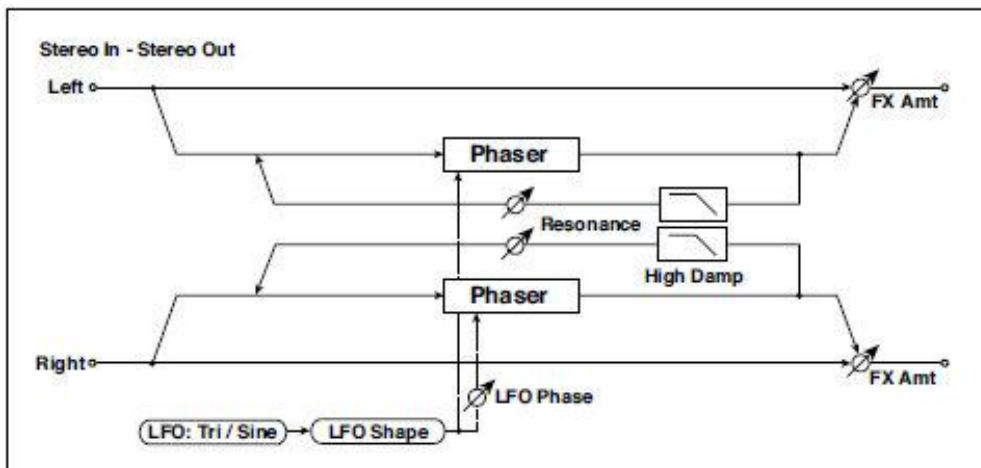 Stereo In - Stereo Out
Left
FX Amt
Phaser
Resonance
High Damp
Phaser
Right
FX Amt
LFO Phase
LFO: Tri / Sine
LFO Shape